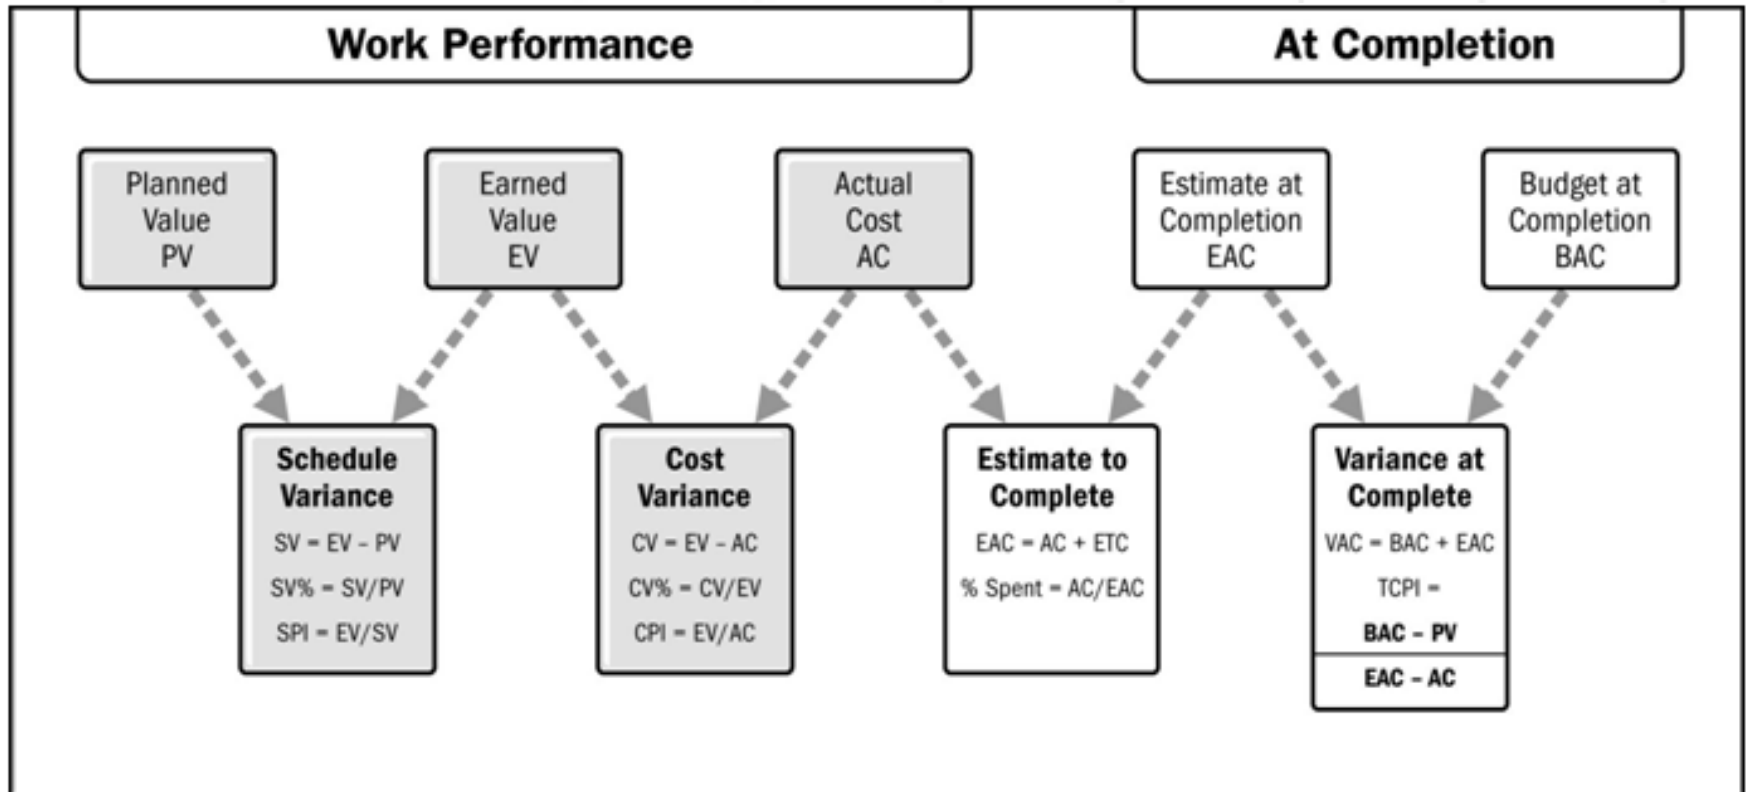 Work Performance
At Completion
Planned
Value
PV
Earned
Value
EV
Actual
Cost
AC
Estimate at
Completion
EAC
Budget at
Completion
BAC
Schedule
Variance
SV = EV – PV
SV% = SV/PV
SPI = EV/SV
Cost
Variance
CV = EV – AC
CV% = CV/EV
CPI = EV/AC
Estimate to
Complete
EAC = AC + ETC
% Spent = AC/EAC
Variance at
Complete
VAC = BAC + EAC
TCPI =
BAC – PV
EAC – AC